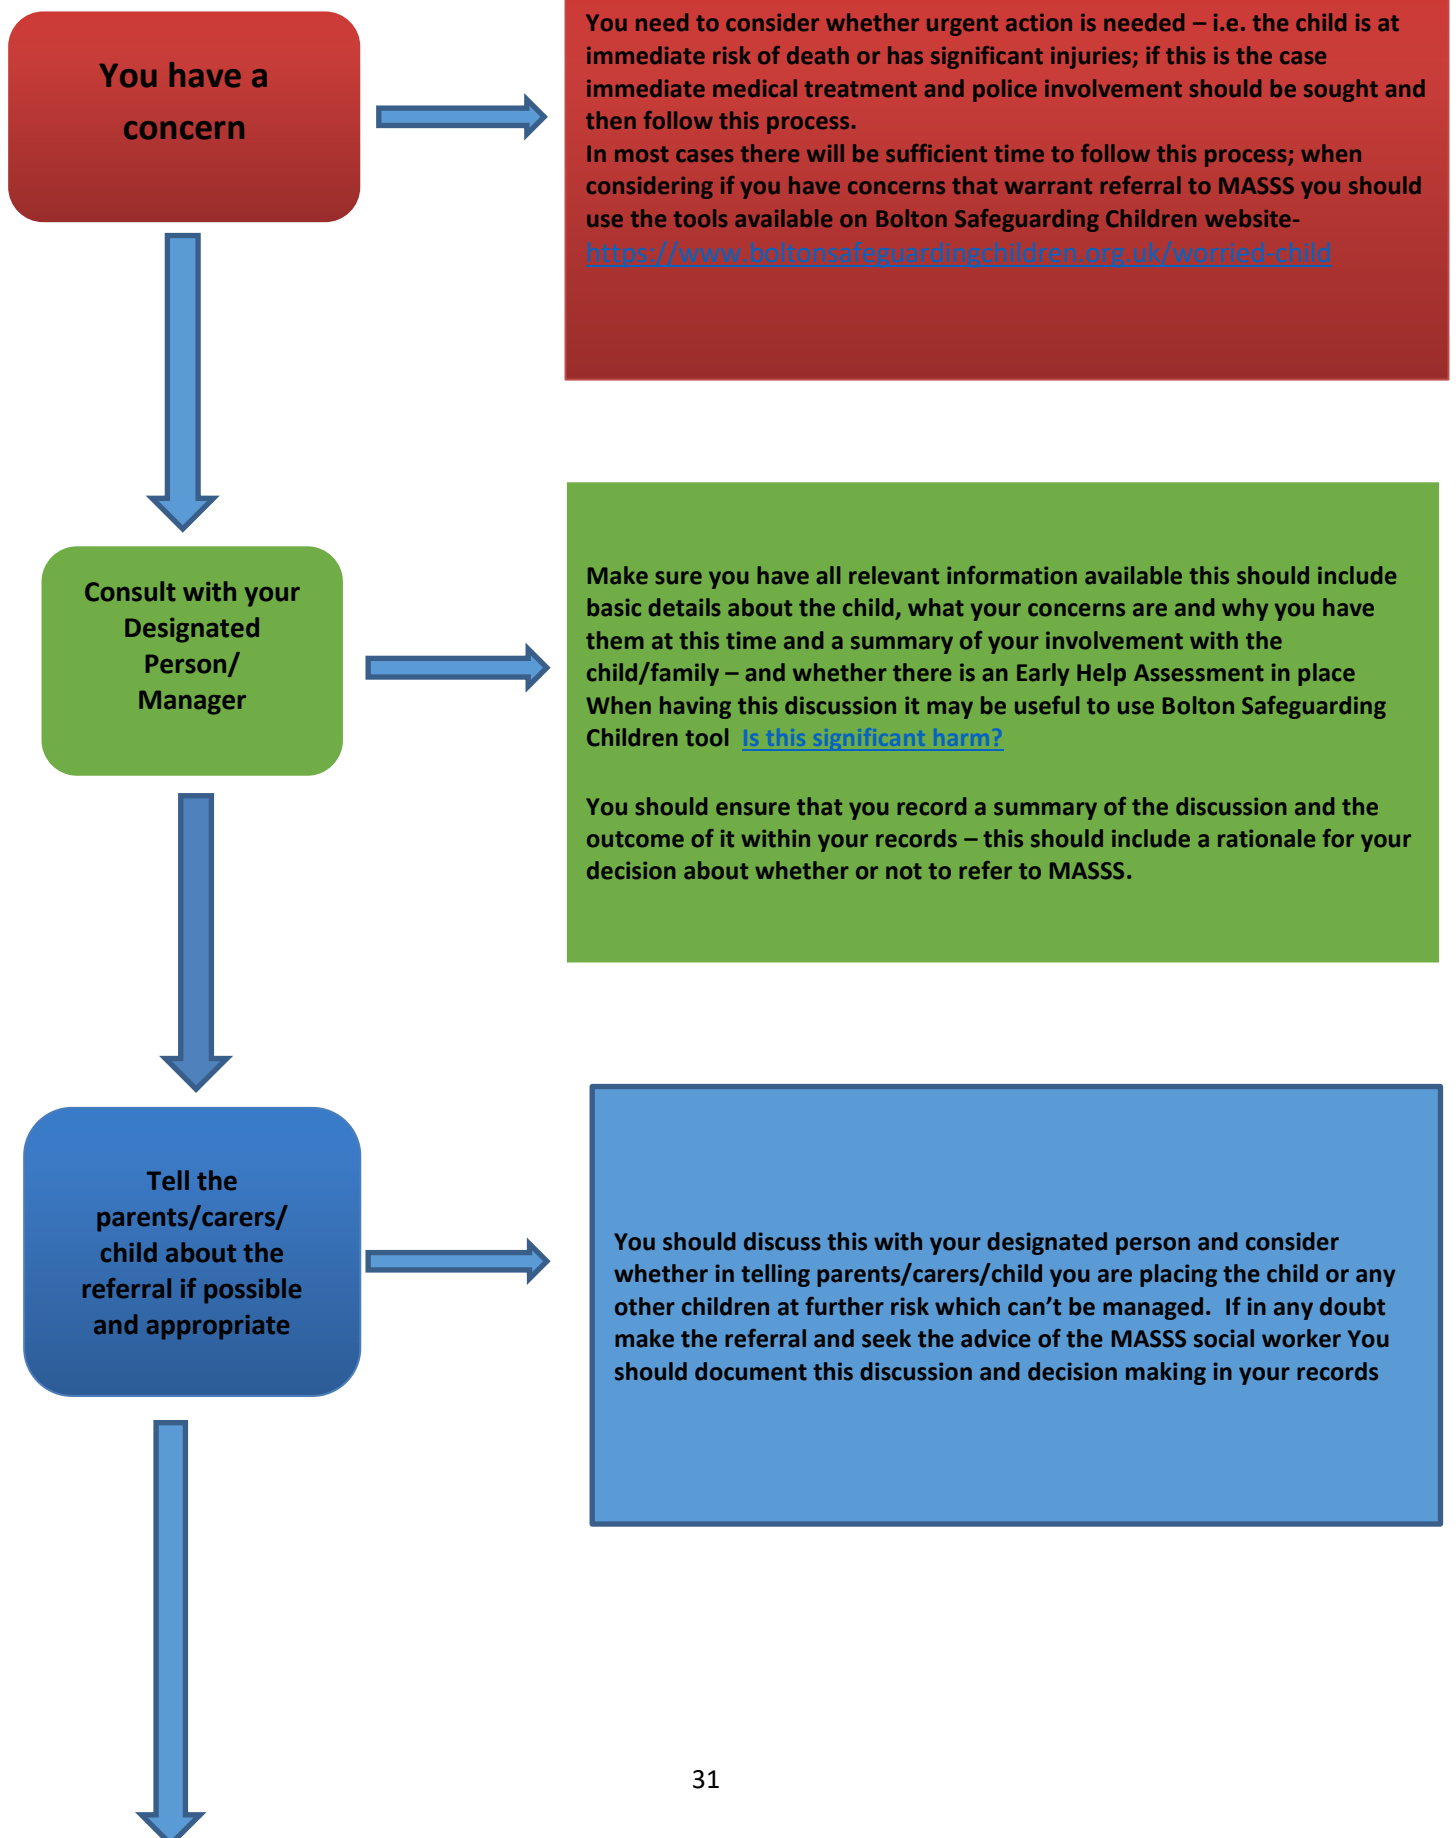 You have a
concern
You need to consider whether urgent action is needed – i.e. the child is at
immediate risk of death or has significant injuries; if this is the case
immediate medical treatment and police involvement should be sought and
then follow this process.
In most cases there will be sufficient time to follow this process; when
considering if you have concerns that warrant referral to MASSS you should
use the tools available on Bolton Safeguarding Children website-
https://www.boltonsafeguardingchildren.org.uk/worried-child
Consult with your
Designated
Person/
Manager
Make sure you have all relevant information available this should include
basic details about the child, what your concerns are and why you have
them at this time and a summary of your involvement with the
child/family – and whether there is an Early Help Assessment in place
When having this discussion it may be useful to use Bolton Safeguarding
Children tool  Is this significant harm?
You should ensure that you record a summary of the discussion and the
outcome of it within your records – this should include a rationale for your
decision about whether or not to refer to MASSS.
Tell the
parents/carers/
child about the
referral if possible
and appropriate
You should discuss this with your designated person and consider
whether in telling parents/carers/child you are placing the child or any
other children at further risk which can’t be managed.  If in any doubt
make the referral and seek the advice of the MASSS social worker You
should document this discussion and decision making in your records
31